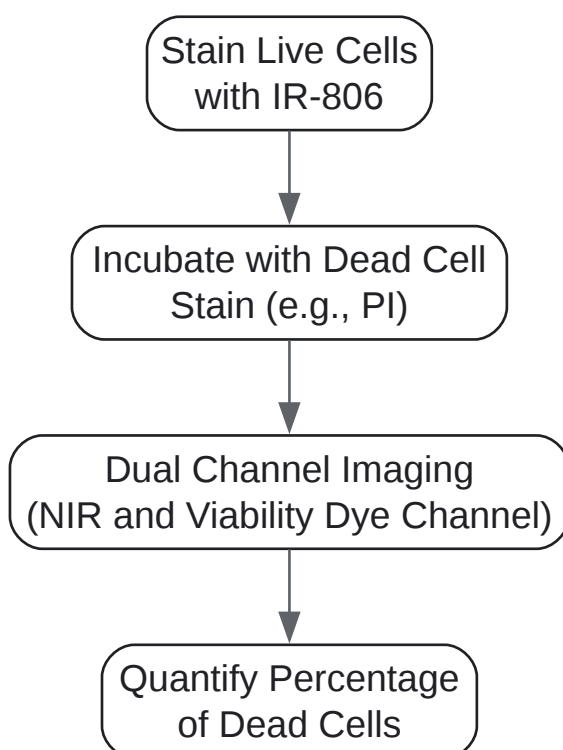 Stain Live Cells
with IR-806
Incubate with Dead Cell
Stain (e.g., PI)
Dual Channel Imaging
(NIR and Viability Dye Channel)
Quantify Percentage
of Dead Cells